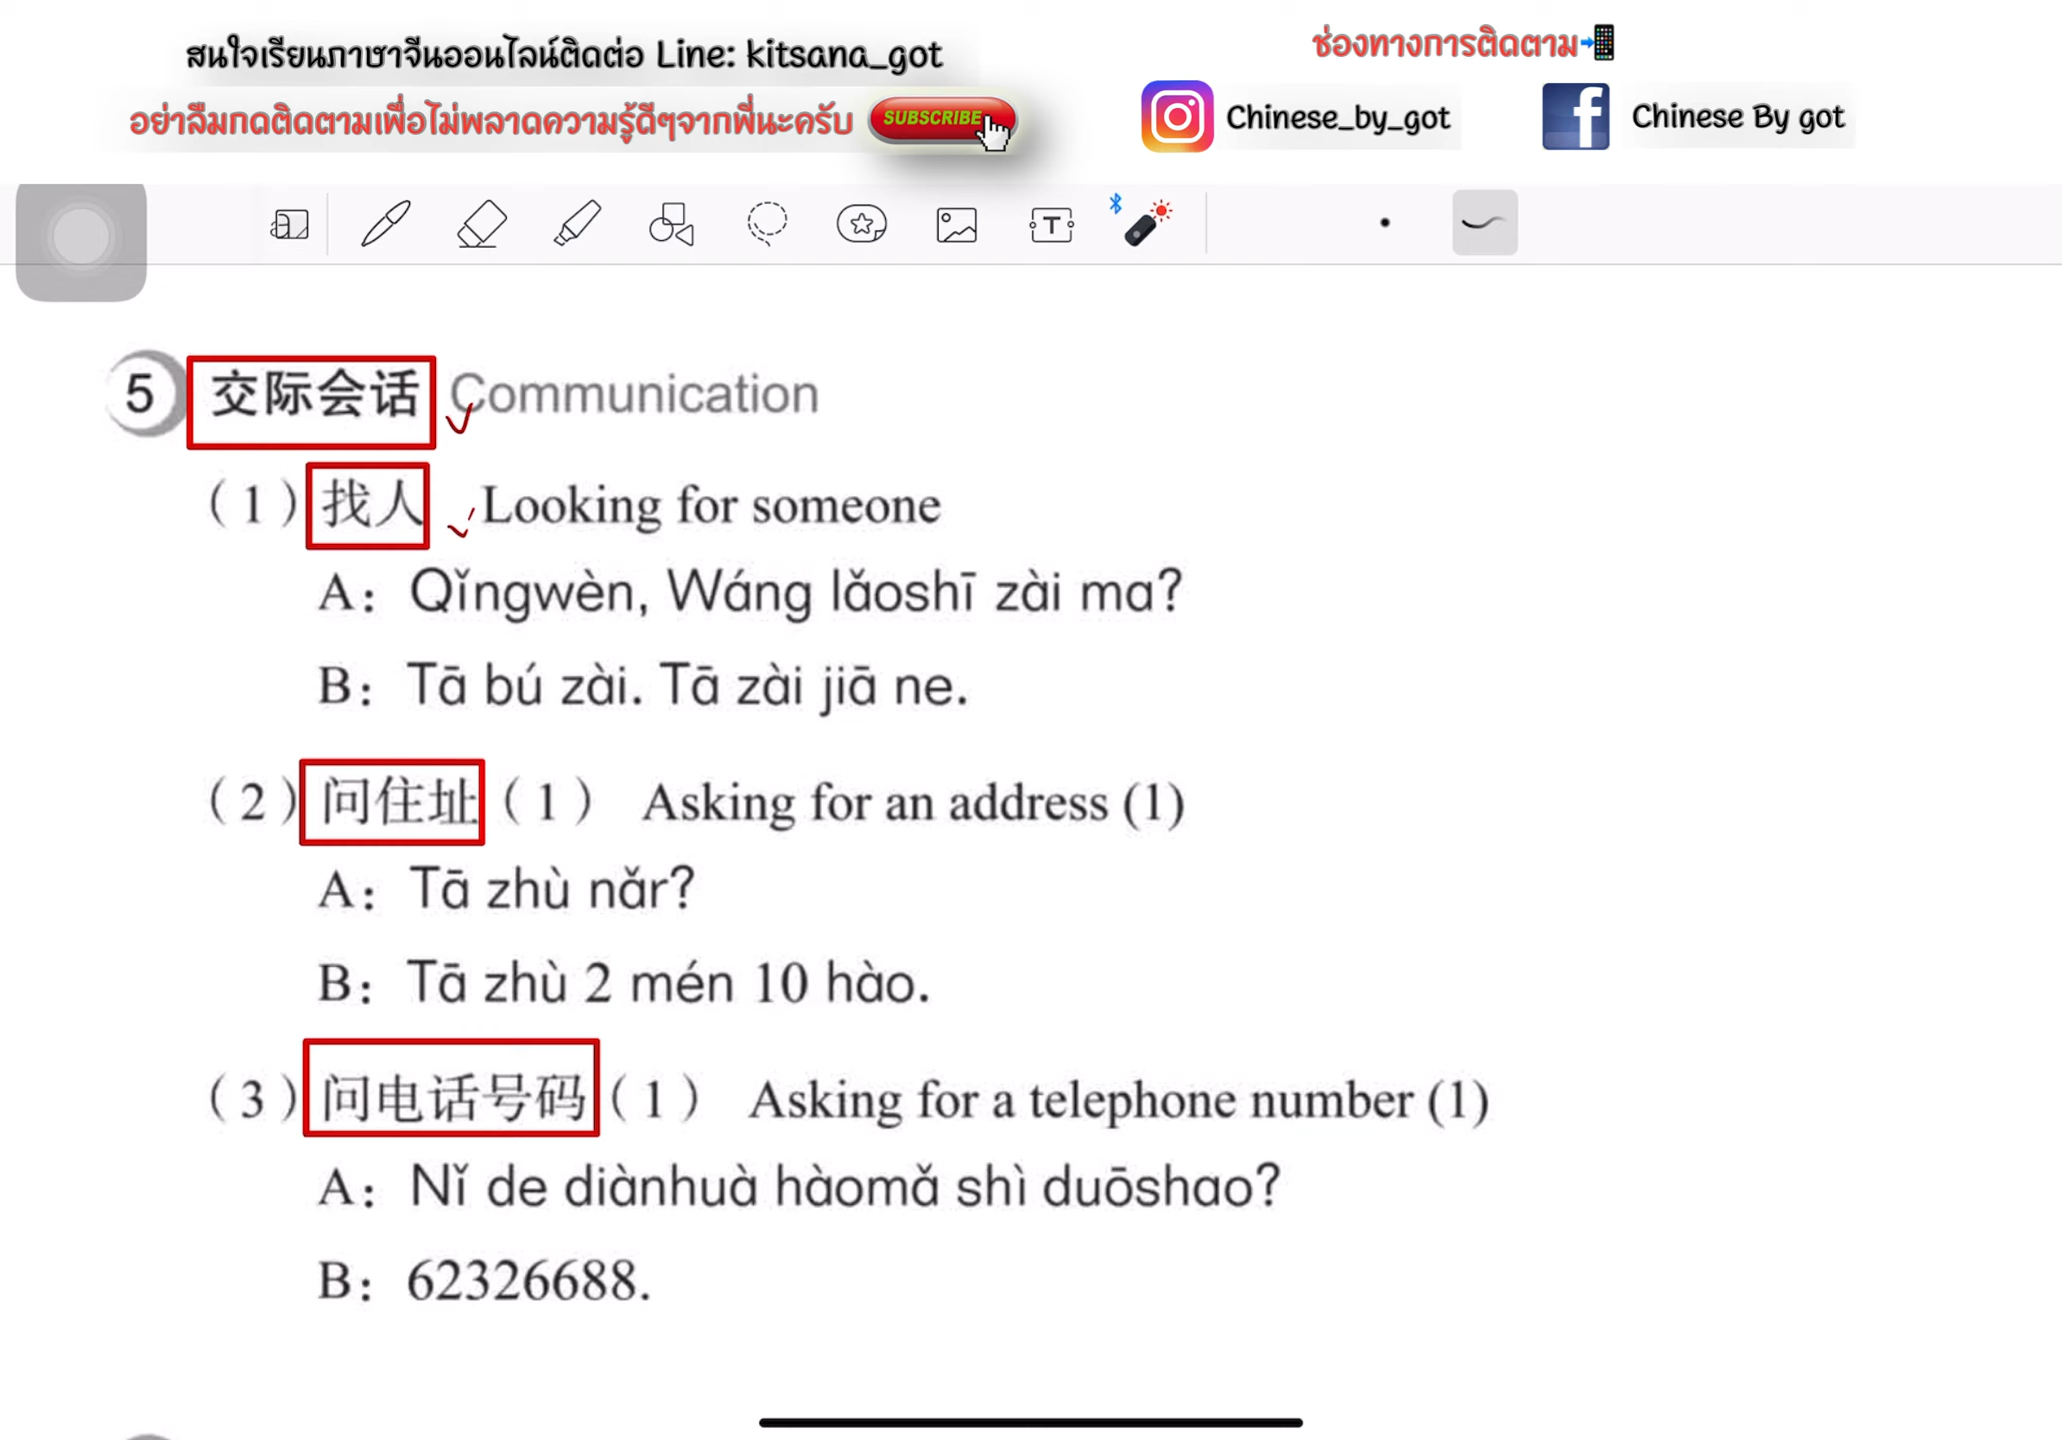 สนใจเรียนภาษาจีนออนไลน์ติดต่อ Line: kitsana_got
อย่าลืมกดติดตามเพื่อไม่พลาดความรู้ดีๆจากพี่นะครับ SUBSCRIBE
ช่องทางการติดตาม
Chinese_by_got
Chinese By got
5 交际会话 Communication
（1）找人 Looking for someone
A： Qǐngwèn, Wáng lǎoshī zài ma?
B： Tā bú zài. Tā zài jiā ne.
（2）问住址（1） Asking for an address (1)
A： Tā zhù nǎr?
B： Tā zhù 2 mén 10 hào.
（3）问电话号码（1） Asking for a telephone number (1)
A： Nǐ de diànhuà hàomǎ shì duōshao?
B： 62326688.